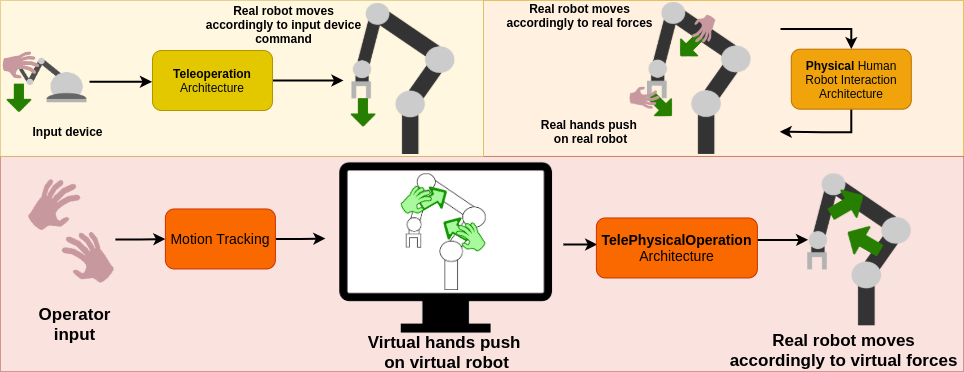 Real robot moves
accordingly to input device
command
Teleoperation
Architecture
Input device
Real robot moves
accordingly to real forces
Physical Human
Robot Interaction
Architecture
Real hands push
on real robot
Operator
input
Motion Tracking
Virtual hands push
on virtual robot
TelePhysicalOperation
Architecture
Real robot moves
accordingly to virtual forces